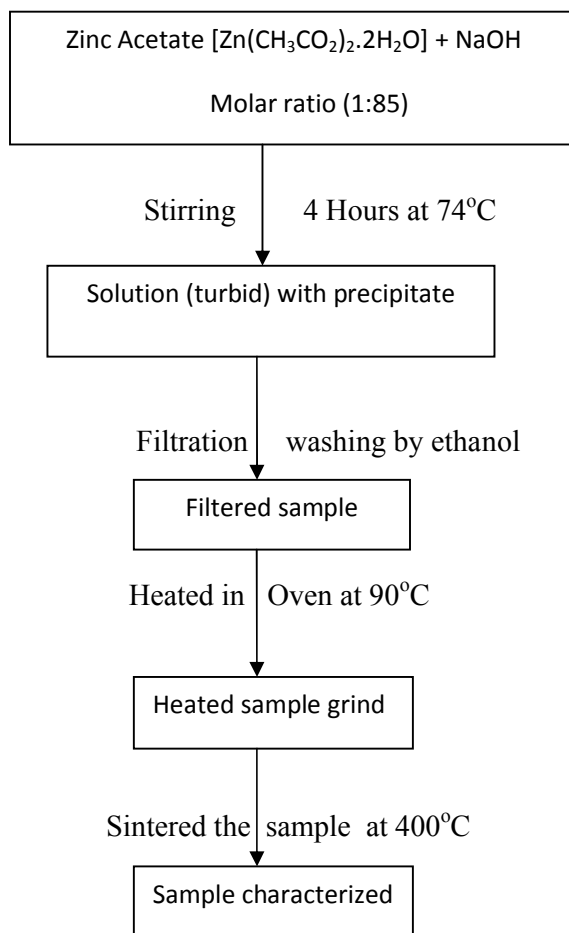 Zinc Acetate [Zn(CH₃CO₂)₂.2H₂O] + NaOH
Molar ratio (1:85)
Stirring 4 Hours at 74°C
Solution (turbid) with precipitate
Filtration washing by ethanol
Filtered sample
Heated in Oven at 90°C
Heated sample grind
Sintered the sample at 400°C
Sample characterized